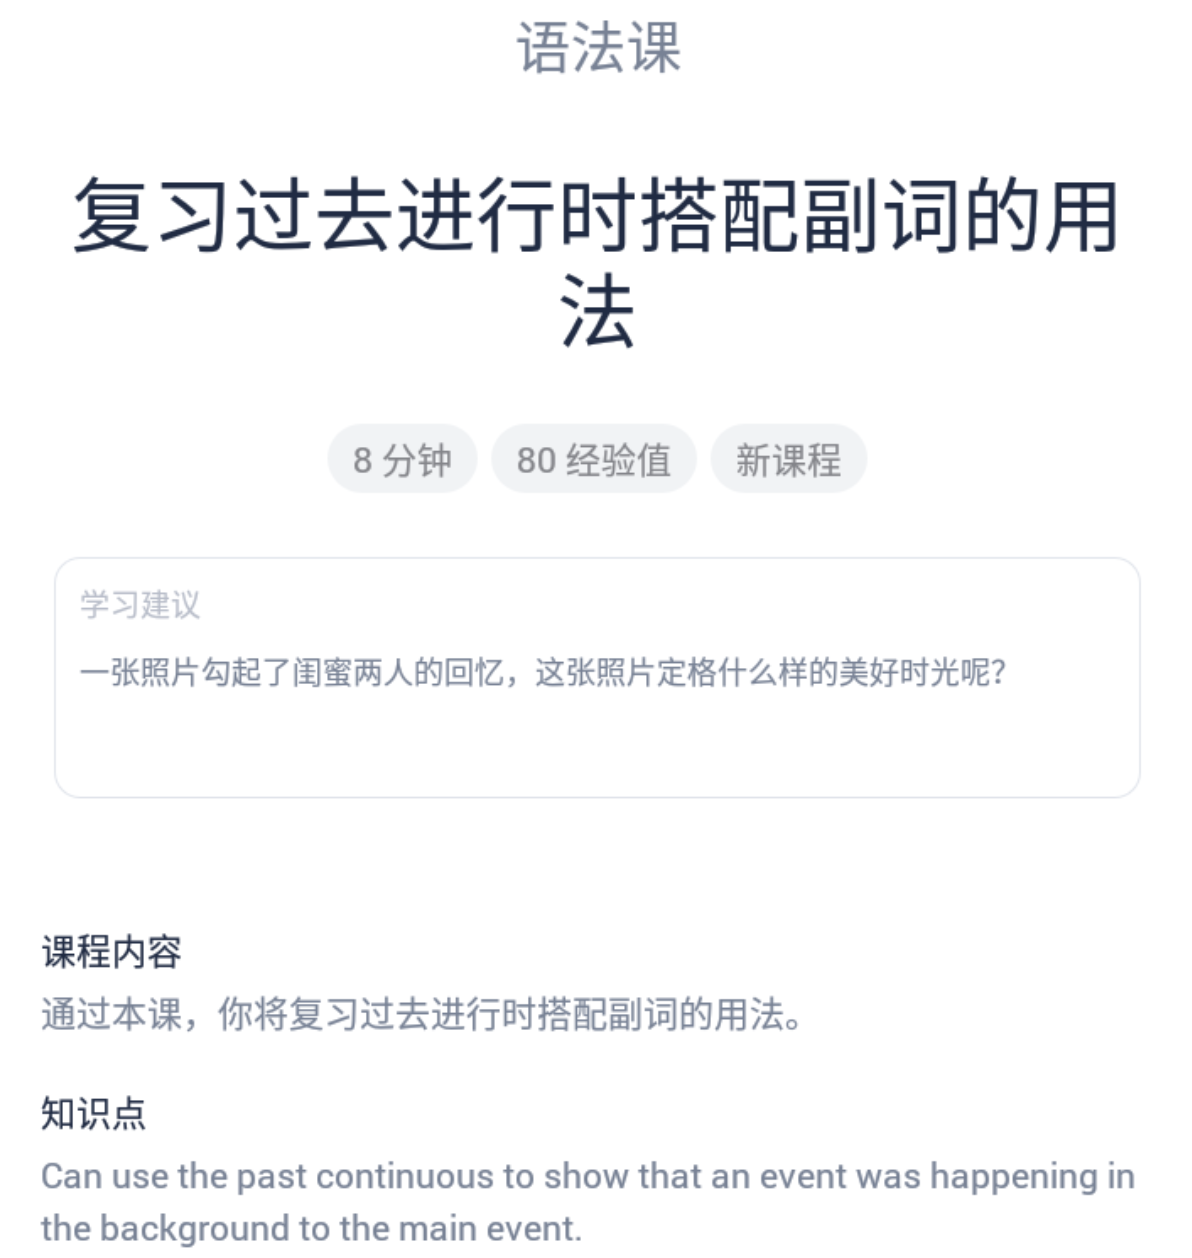 语法课
复习过去进行时搭配副词的用
法
8 分钟
80 经验值
新课程
学习建议
一张照片勾起了闺蜜两人的回忆，这张照片定格什么样的美好时光呢？
课程内容
通过本课，你将复习过去进行时搭配副词的用法。
知识点
Can use the past continuous to show that an event was happening in
the background to the main event.